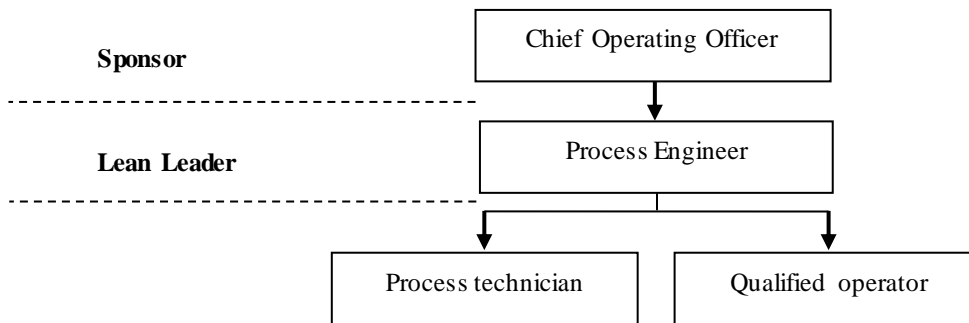 Chief Operating Officer
Sponsor
Process Engineer
Lean Leader
Process technician
Qualified operator